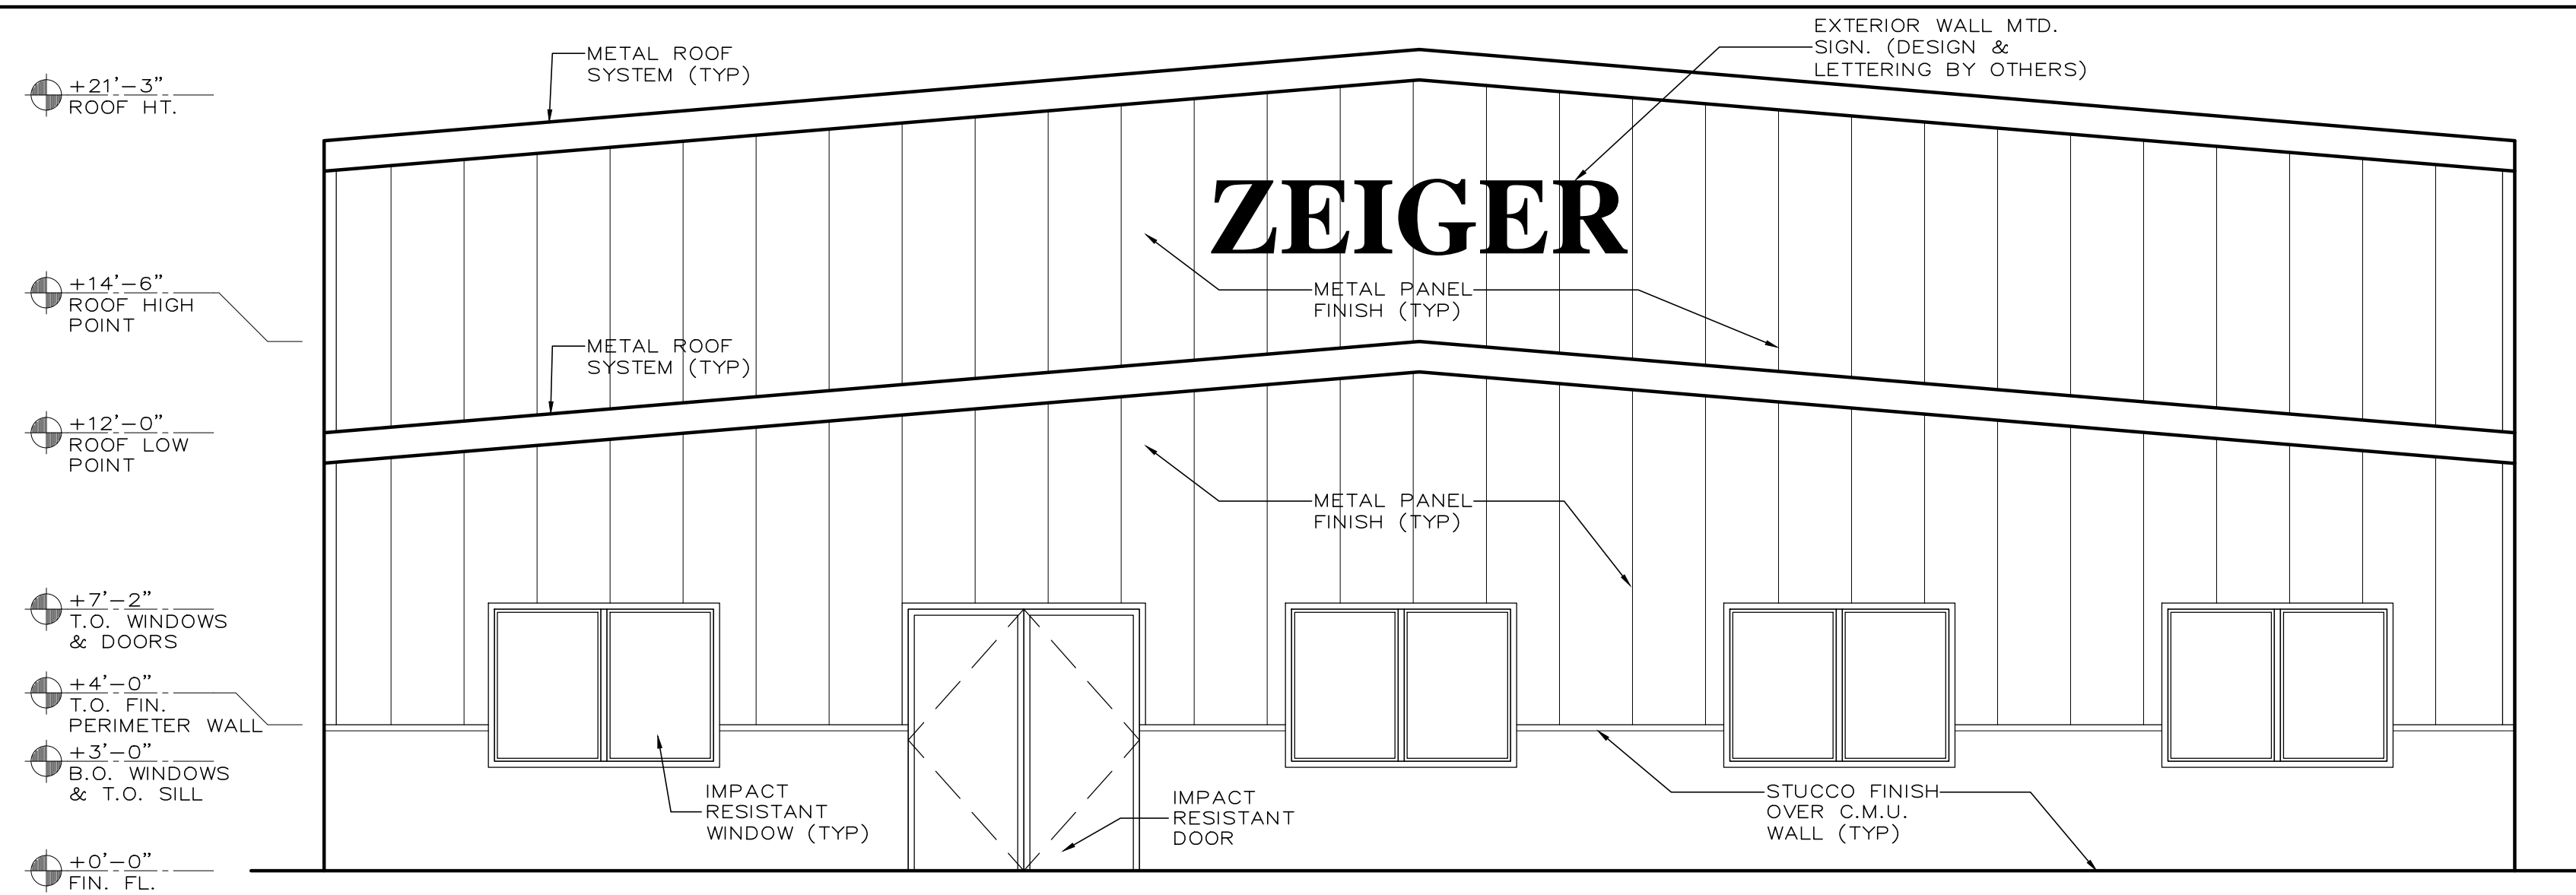 EXTERIOR WALL MTD.
SIGN. (DESIGN &
LETTERING BY OTHERS)
METAL ROOF
SYSTEM (TYP)
+21'-3"
ROOF HT.
ZEIGER
+14'-6"
ROOF HIGH
POINT
METAL PANEL
FINISH (TYP)
METAL ROOF
SYSTEM (TYP)
+12'-0"
ROOF LOW
POINT
METAL PANEL
FINISH (TYP)
+7'-2"
T.O. WINDOWS
& DOORS
+4'-0"
T.O. FIN.
PERIMETER WALL
+3'-0"
B.O. WINDOWS
& T.O. SILL
IMPACT
RESISTANT
WINDOW (TYP)
IMPACT
RESISTANT
DOOR
STUCCO FINISH
OVER C.M.U.
WALL (TYP)
+0'-0"
FIN. FL.